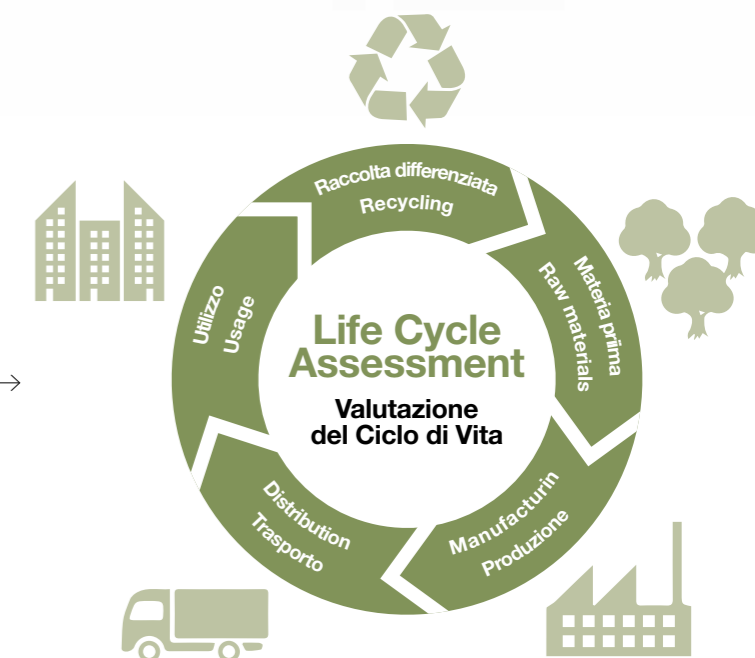 Raccolta differenziata
Recycling
Materia priima
Raw materials
Manufacturin
Produzione
Distribution
Trasporto
Utilizzo
Usage
Life Cycle
Assessment
Valutazione
del Ciclo di Vita